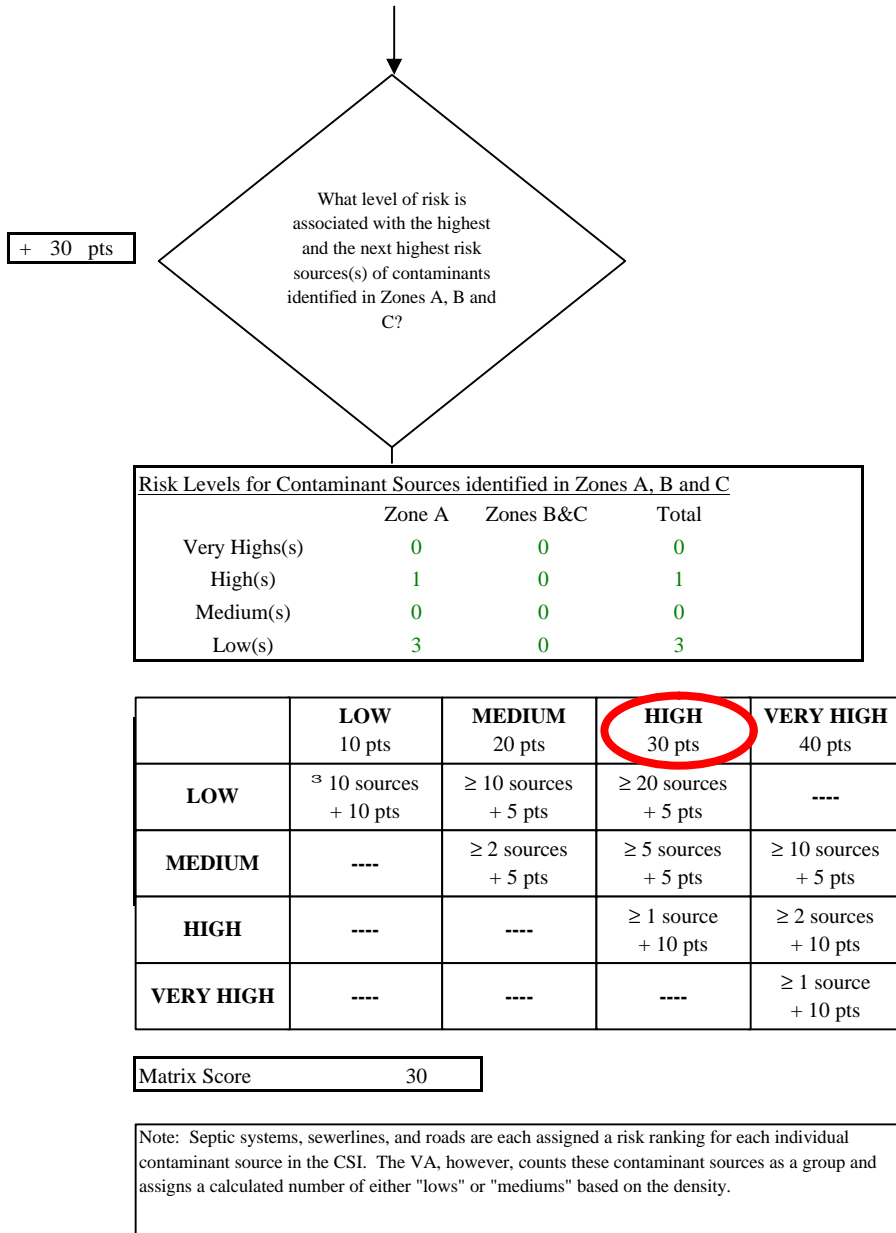 What level of risk is
associated with the highest
and the next highest risk
sources(s) of contaminants
identified in Zones A, B and
C?
+ 30 pts
Risk Levels for Contaminant Sources identified in Zones A, B and C
Zone A Zones B&C Total
Very Highs(s) 0 0 0
High(s) 1 0 1
Medium(s) 0 0 0
Low(s) 3 0 3
LOW MEDIUM HIGH VERY HIGH
10 pts 20 pts 30 pts 40 pts
LOW ³ 10 sources ≥ 10 sources ≥ 20 sources ----
+ 10 pts + 5 pts + 5 pts
MEDIUM ---- ≥ 2 sources ≥ 5 sources ≥ 10 sources
+ 5 pts + 5 pts + 5 pts
HIGH ---- ---- ≥ 1 source ≥ 2 sources
+ 10 pts + 10 pts
VERY HIGH ---- ---- ---- ≥ 1 source
+ 10 pts
Matrix Score 30
Note: Septic systems, sewerlines, and roads are each assigned a risk ranking for each individual
contaminant source in the CSI. The VA, however, counts these contaminant sources as a group and
assigns a calculated number of either "lows" or "mediums" based on the density.